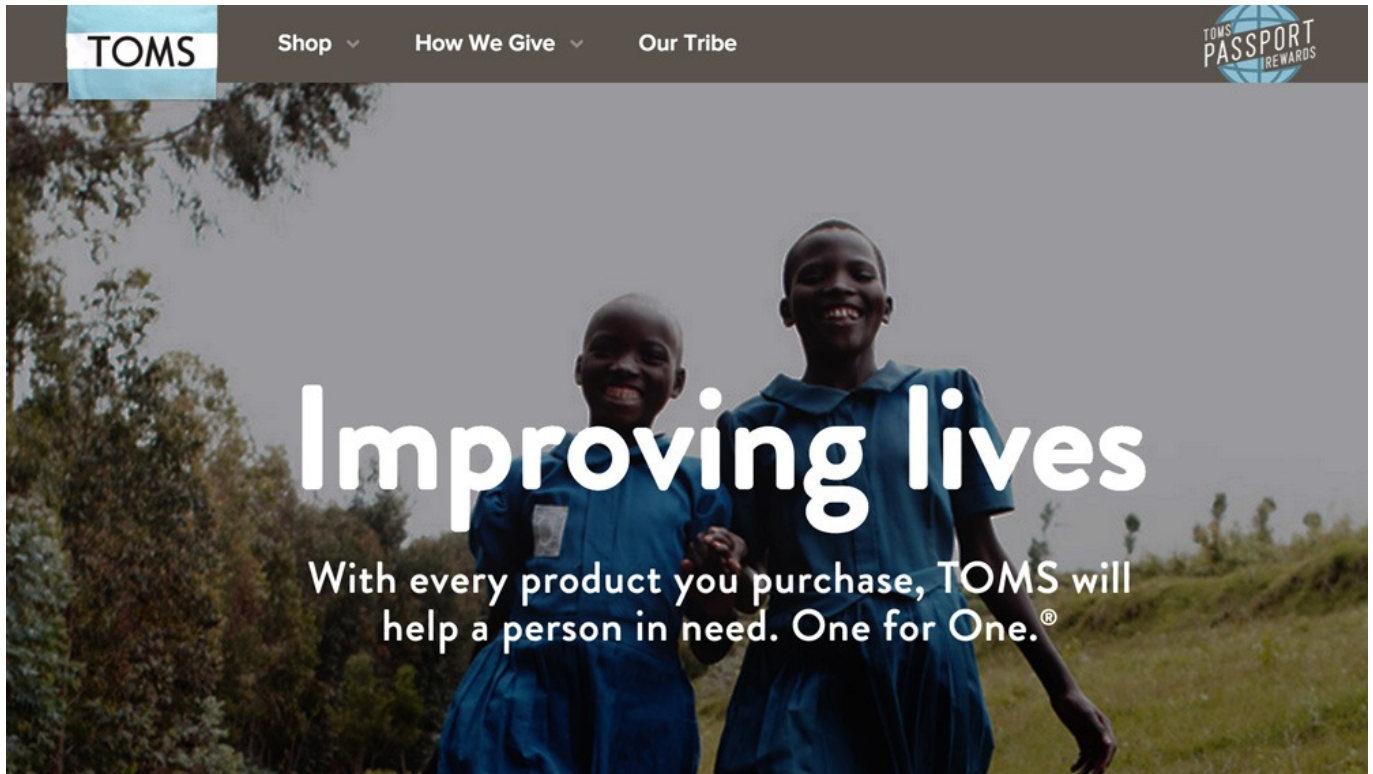 TOMS
Shop
How We Give
Our Tribe
TOMS
PASSPORT
REWARDS
Improving lives
With every product you purchase, TOMS will
help a person in need. One for One.®